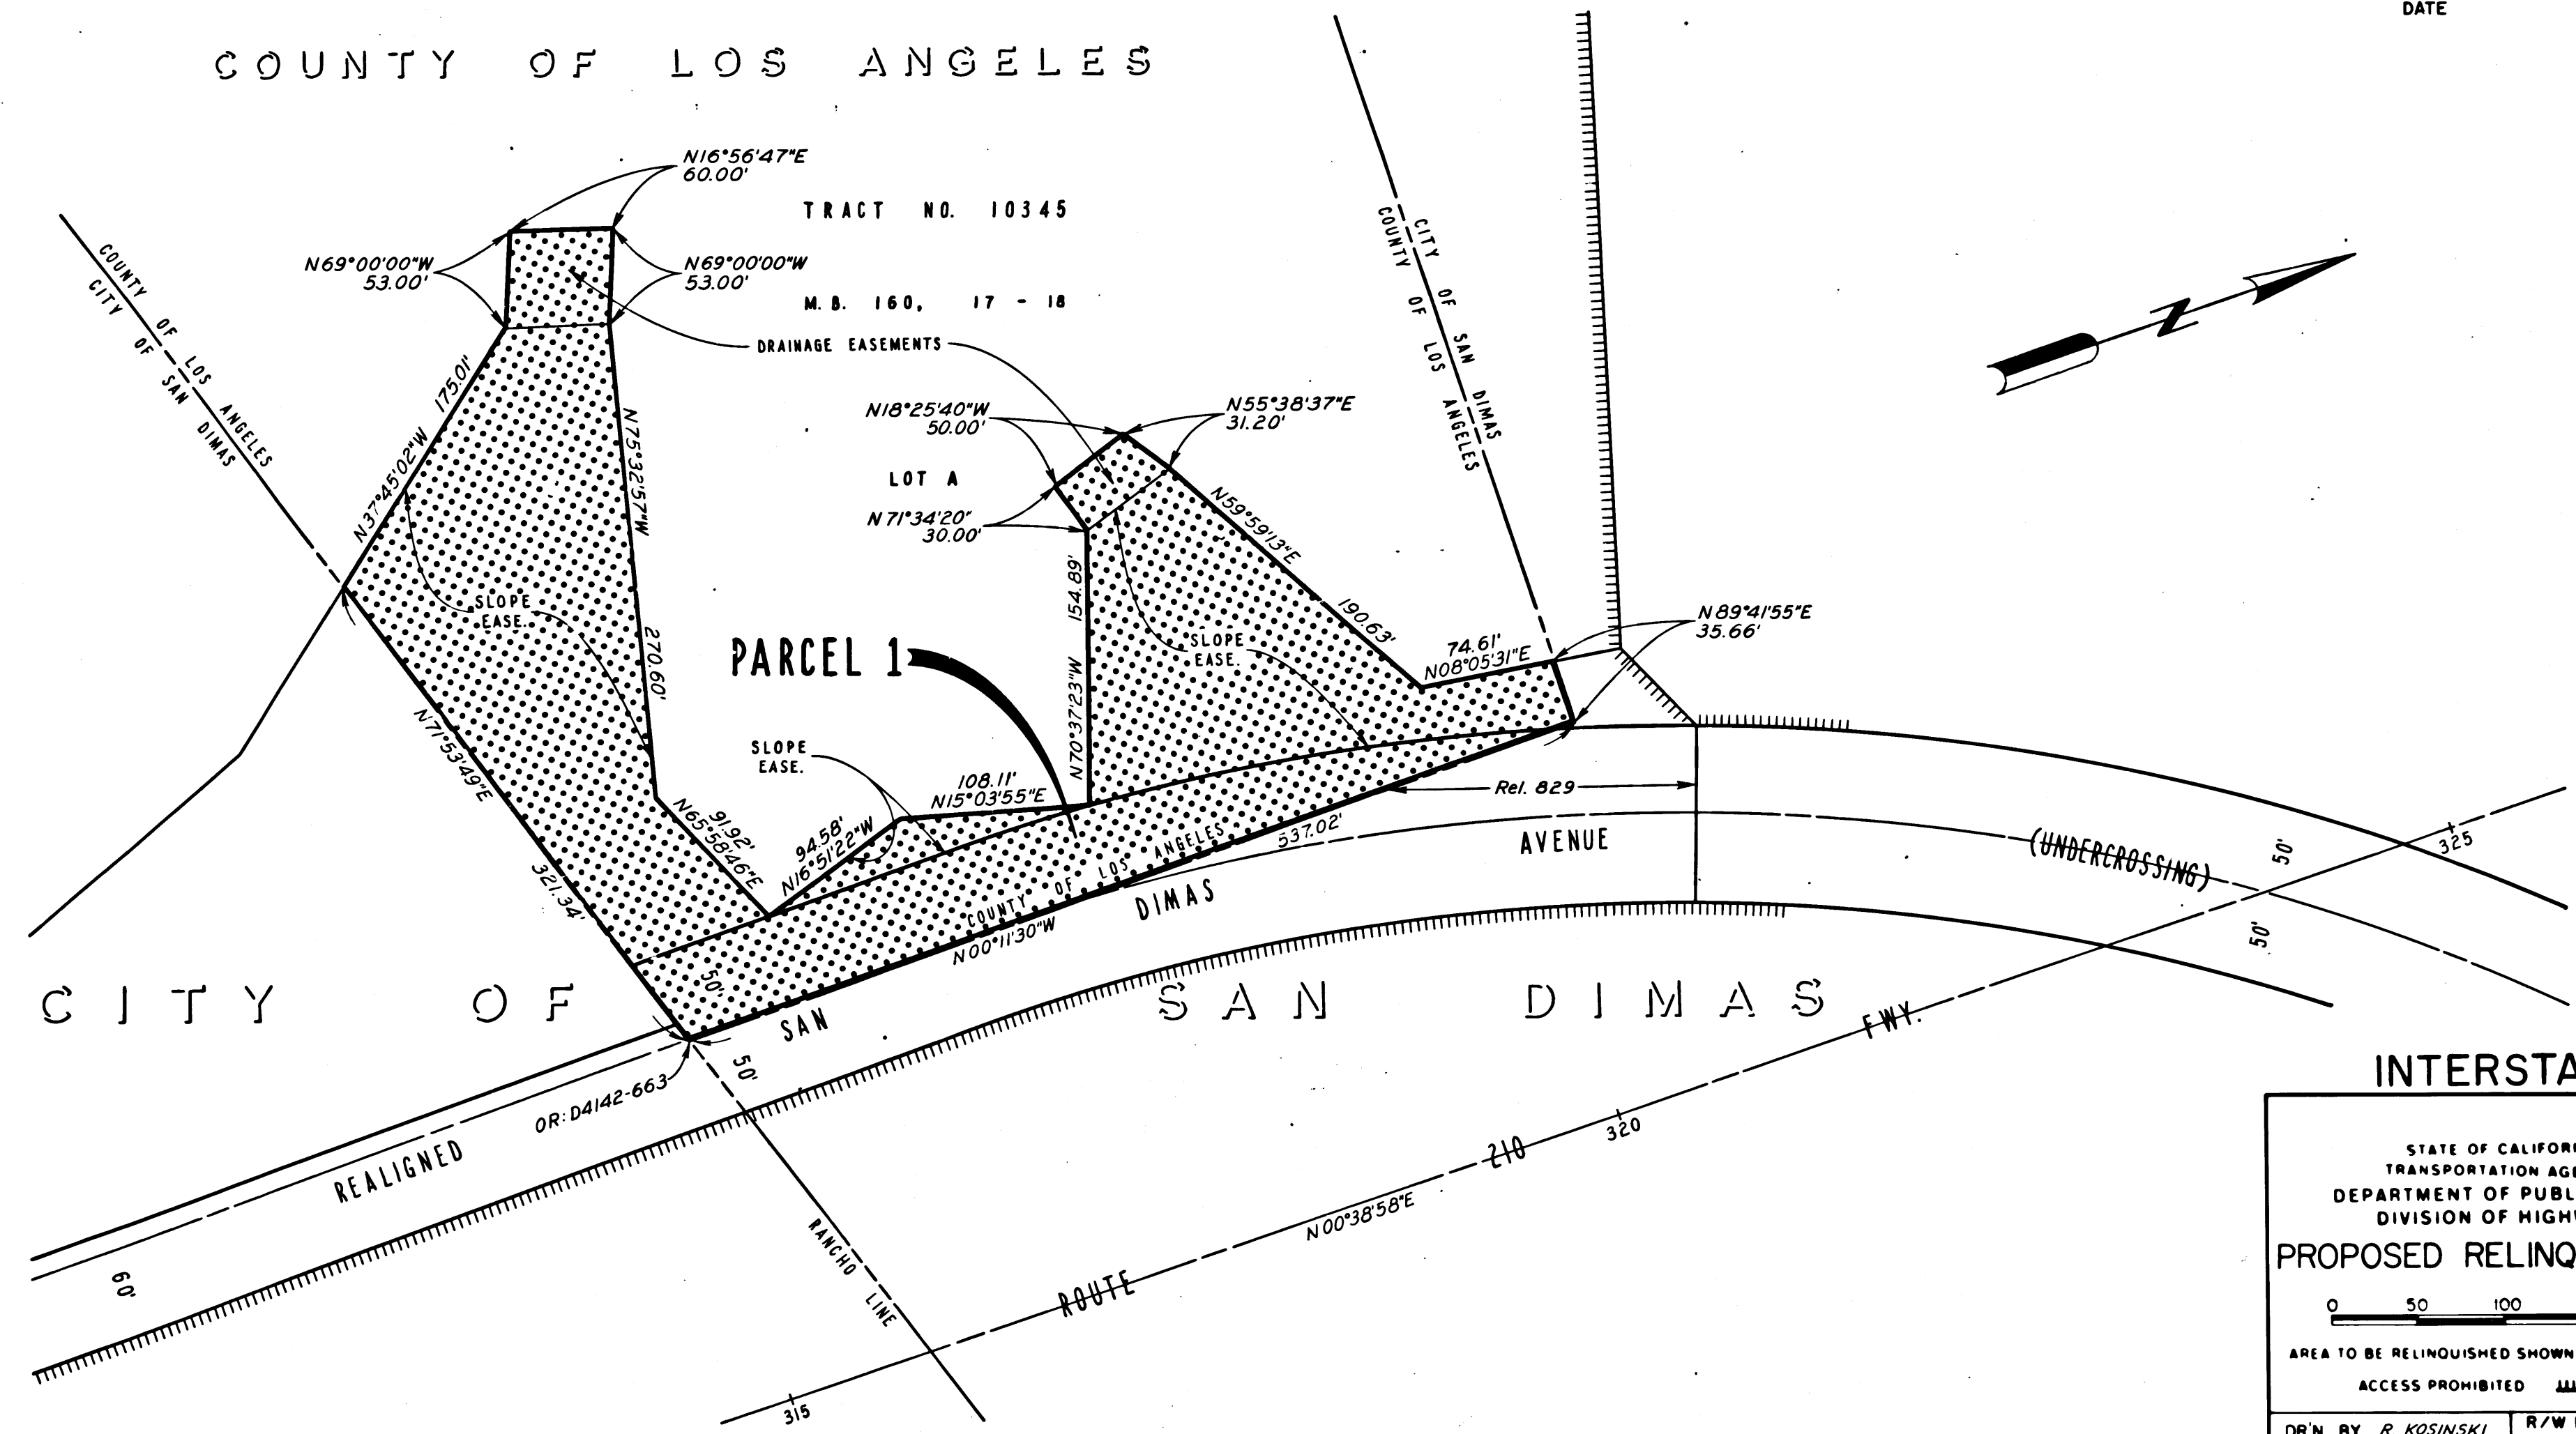 DATE
COUNTY OF LOS ANGELES
N16°56'47"E
60.00'
TRACT NO. 10345
N69°00'00"W
53.00'
N69°00'00"W
53.00'
M.B. 160, 17 - 18
DRAINAGE EASEMENTS
COUNTY OF LOS ANGELES
CITY OF SAN DIMAS
CITY OF SAN DIMAS
COUNTY OF LOS ANGELES
N
N18°25'40"W
50.00'
N55°38'37"E
31.20'
LOT A
N71°34'20"
30.00'
N37°45'02"W 175.01'
N75°32'57"W 270.60'
N59°59'13"E 190.63'
N70°37'23"W 154.89'
SLOPE
EASE.
SLOPE
EASE.
SLOPE
EASE.
PARCEL 1
74.61'
N08°05'31"E
N89°41'55"E
35.66'
N71°53'49"E 321.34'
91.92'
N65°58'46"E
94.58'
N16°51'22"W
108.11'
N15°03'55"E
Rel. 829
COUNTY OF LOS ANGELES
N00°11'30"W 537.02'
SAN DIMAS AVENUE
(UNDERCROSSING)
50'
50'
325
50'
50'
CITY OF SAN DIMAS
OR: D4142-663
REALIGNED
60'
RANCHO LINE
ROUTE 210 FWY.
N00°38'58"E
315
320
INTERSTA
STATE OF CALIFOR
TRANSPORTATION AGE
DEPARTMENT OF PUBL
DIVISION OF HIGHW
PROPOSED RELINQ
0 50 100
AREA TO BE RELINQUISHED SHOWN
ACCESS PROHIBITED
DR'N. BY R. KOSINSKI
R/W